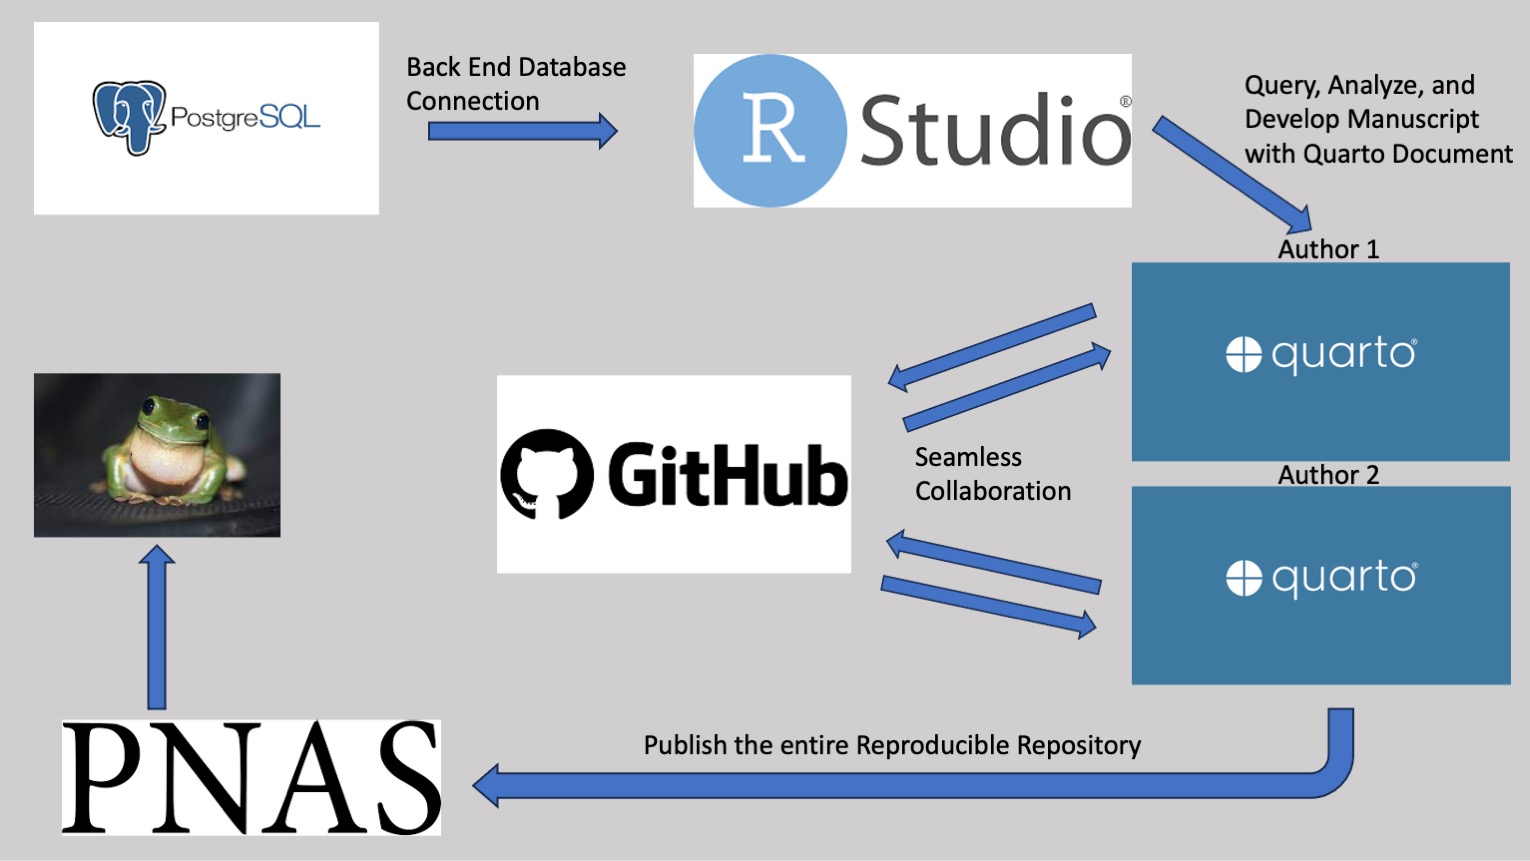 PostgreSQL
Back End Database
Connection
R Studio®
Query, Analyze, and
Develop Manuscript
with Quarto Document
Author 1
quarto®
GitHub
Seamless
Collaboration
Author 2
quarto®
Publish the entire Reproducible Repository
PNAS